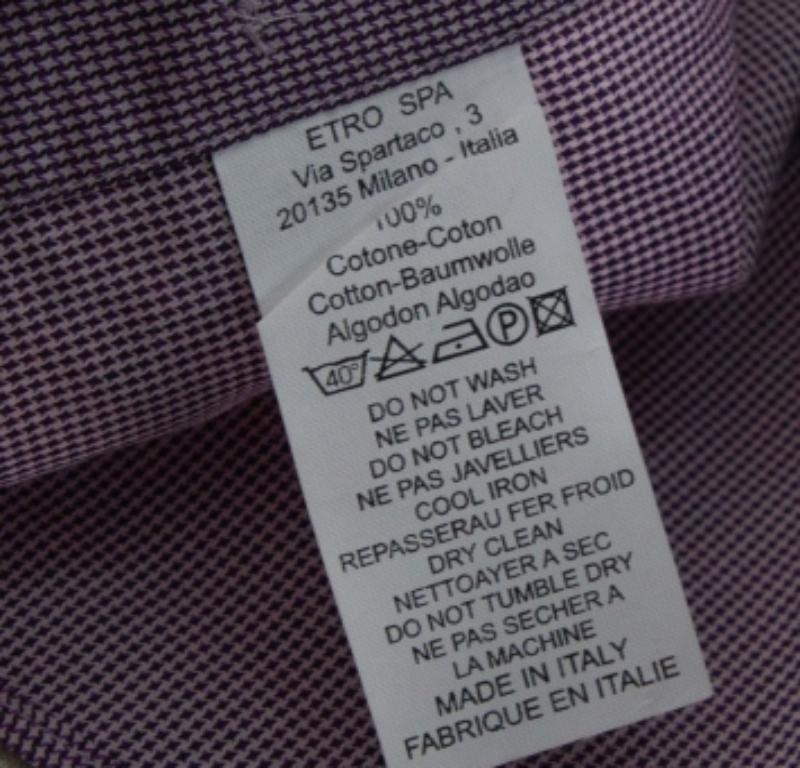 ETRO SPA
Via Spartaco , 3
20135 Milano - Italia
100%
Cotone-Coton
Cotton-Baumwolle
Algodon Algodao
40° P
DO NOT WASH
NE PAS LAVER
DO NOT BLEACH
NE PAS JAVELLIERS
COOL IRON
REPASSERAU FER FROID
DRY CLEAN
NETTOAYER A SEC
DO NOT TUMBLE DRY
NE PAS SECHER A
LA MACHINE
MADE IN ITALY
FABRIQUE EN ITALIE